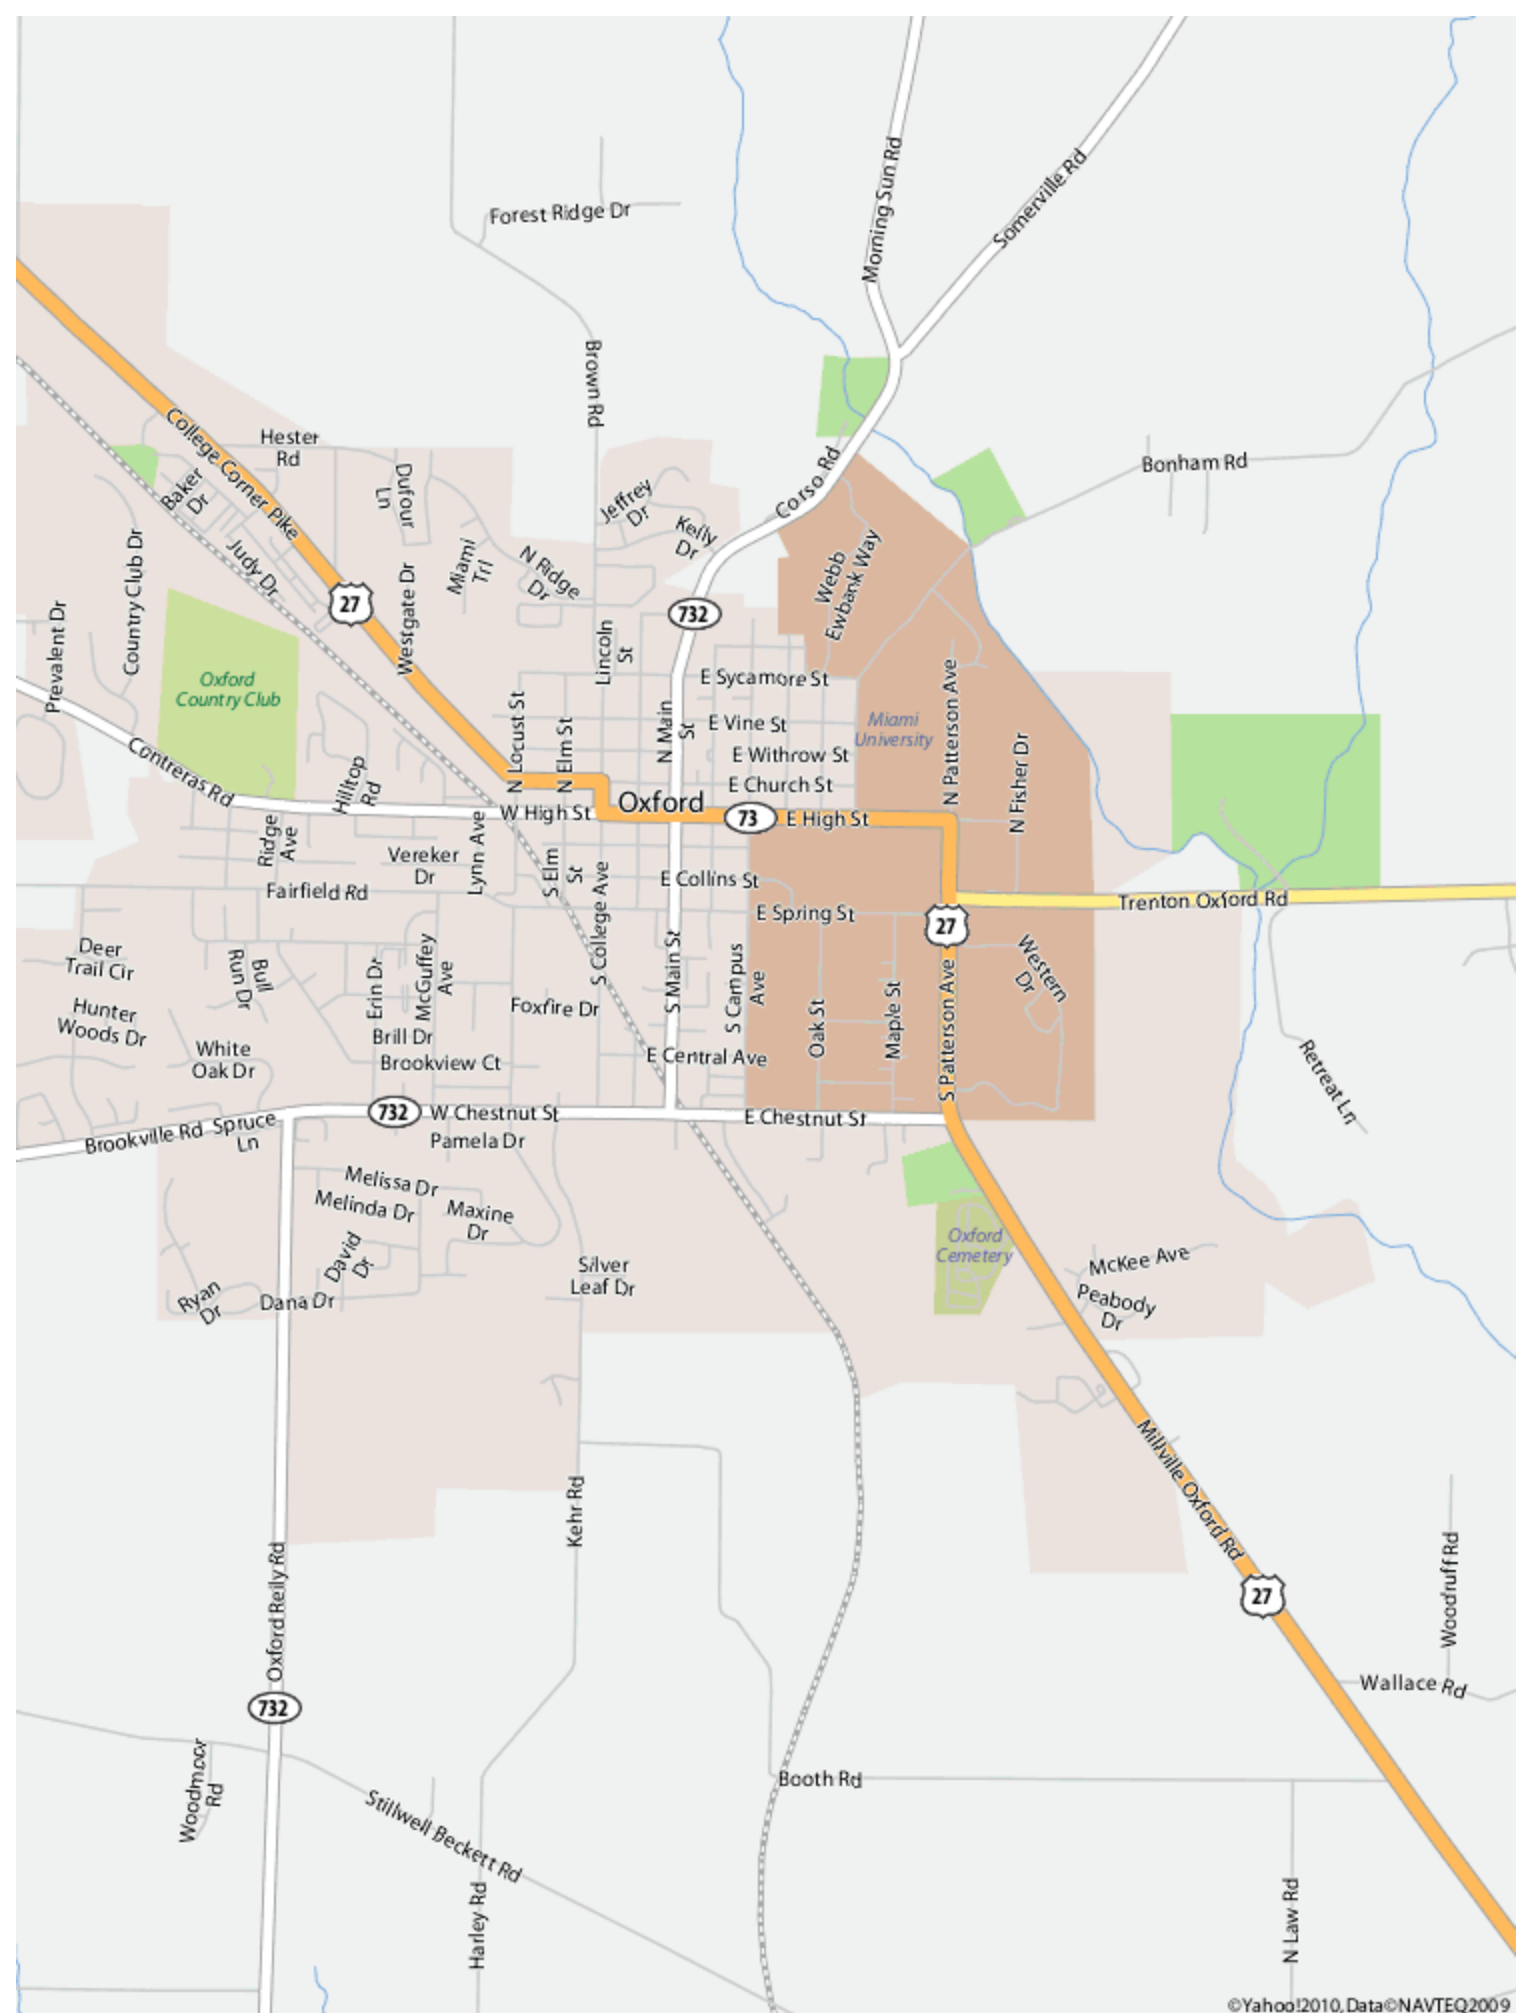 Forest Ridge Dr
Morning Sun Rd
Somerville Rd
Brown Rd
College Corner Pike
Hester
Rd
Dufour
Ln
Baker
Dr
Jeffrey
Dr
Kelly
Dr
Corso Rd
Bonham Rd
Country Club Dr
Judy Dr
Miami
Trl
N Ridge
Dr
Webb
Ewbank Way
27
Westgate Dr
732
Prevalent Dr
Lincoln
St
Oxford
Country Club
E Sycamore St
N Patterson Ave
N Locust St
N Elm St
N Main
St
E Vine St
Miami
University
E Withrow St
N Fisher Dr
Contreras Rd
Hilltop
Rd
E Church St
Oxford
W High St
73
E High St
Ridge
Ave
Vereker
Dr
Lynn Ave
S Elm
St
S College Ave
E Collins St
Fairfield Rd
E Spring St
Trenton Oxford Rd
27
Deer
Trail Cir
Bull
Run Dr
Erin Dr
McGuffey
Ave
S Main St
S Campus
Ave
S Patterson Ave
Western
Dr
Hunter
Woods Dr
Foxfire Dr
Oak St
Maple St
Brill Dr
White
Oak Dr
Brookview Ct
E Central Ave
Retreat Ln
732
W Chestnut St
E Chestnut St
Brookville Rd
Spruce
Ln
Pamela Dr
Melissa Dr
Melinda Dr
Maxine
Dr
David
Dr
Silver
Leaf Dr
Oxford
Cemetery
McKee Ave
Peabody
Dr
Ryan
Dr
Dana Dr
Millville Oxford Rd
Kehr Rd
Oxford Reily Rd
27
Woodruff Rd
732
Wallace Rd
Woodmoor
Rd
Booth Rd
Stillwell Beckett Rd
Harley Rd
N Law Rd
©Yahoo!2010, Data©NAVTEQ2009